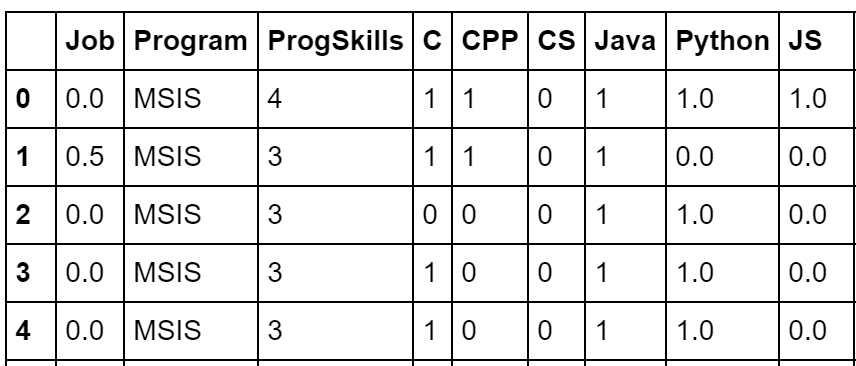 Job Program ProgSkills C CPP CS Java Python JS
0 0.0 MSIS 4 1 1 0 1 1.0 1.0
1 0.5 MSIS 3 1 1 0 1 0.0 0.0
2 0.0 MSIS 3 0 0 0 1 1.0 0.0
3 0.0 MSIS 3 1 0 0 1 1.0 0.0
4 0.0 MSIS 3 1 0 0 1 1.0 0.0